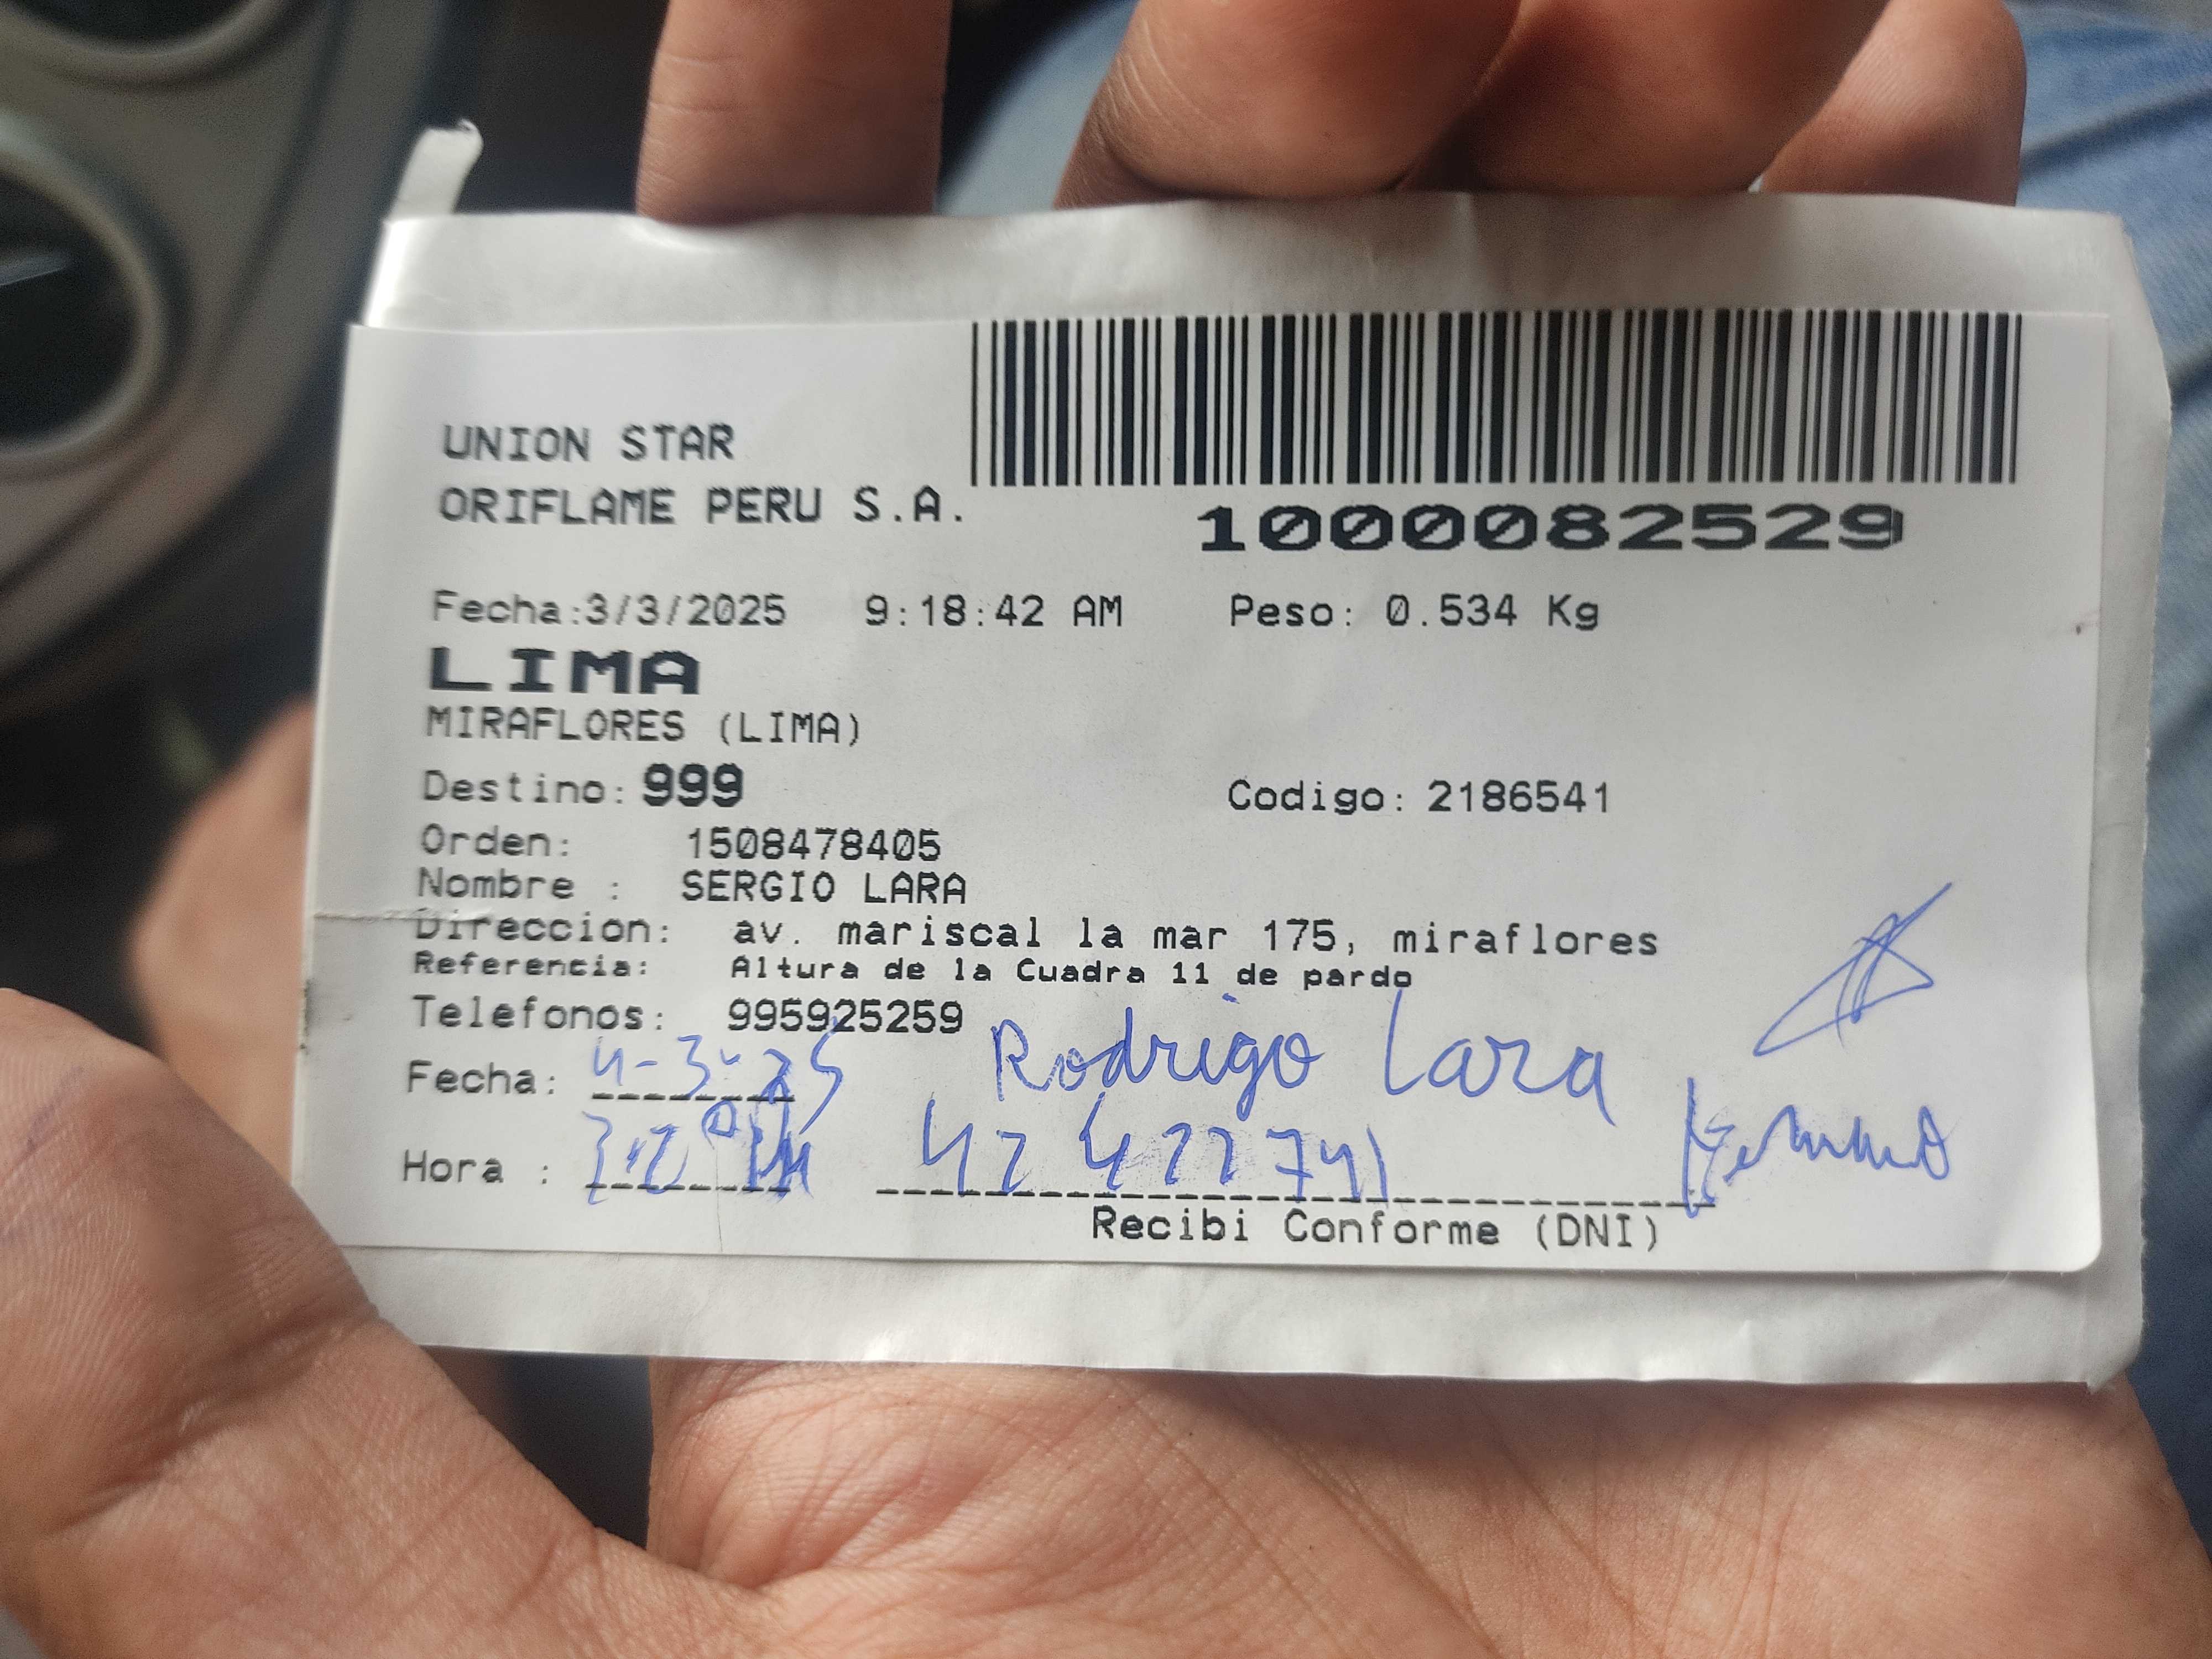 UNION STAR
ORIFLAME PERU S.A.
1000082529
Fecha:3/3/2025 9:18:42 AM Peso: 0.534 Kg
LIMA
MIRAFLORES (LIMA)
Destino: 999 Codigo: 2186541
Orden: 1508478405
Nombre : SERGIO LARA
Direccion: av. mariscal la mar 175, miraflores
Referencia: Altura de la Cuadra 11 de pardo
Telefonos: 995925259
Fecha: 4-3-25 Rodrigo Lara
Hora :
Recibi Conforme (DNI)